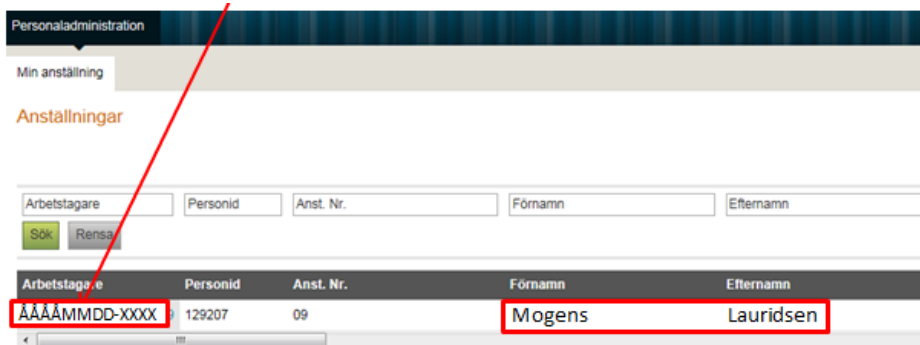 Personaladministration
Min anställning
Anställningar
Arbetstagare Personid Anst. Nr. Förnamn Efternamn
Sök Rensa
Arbetstagare Personid Anst. Nr. Förnamn Efternamn
ÅÅÅÅMMDD-XXXX 9 129207 09 Mogens Lauridsen